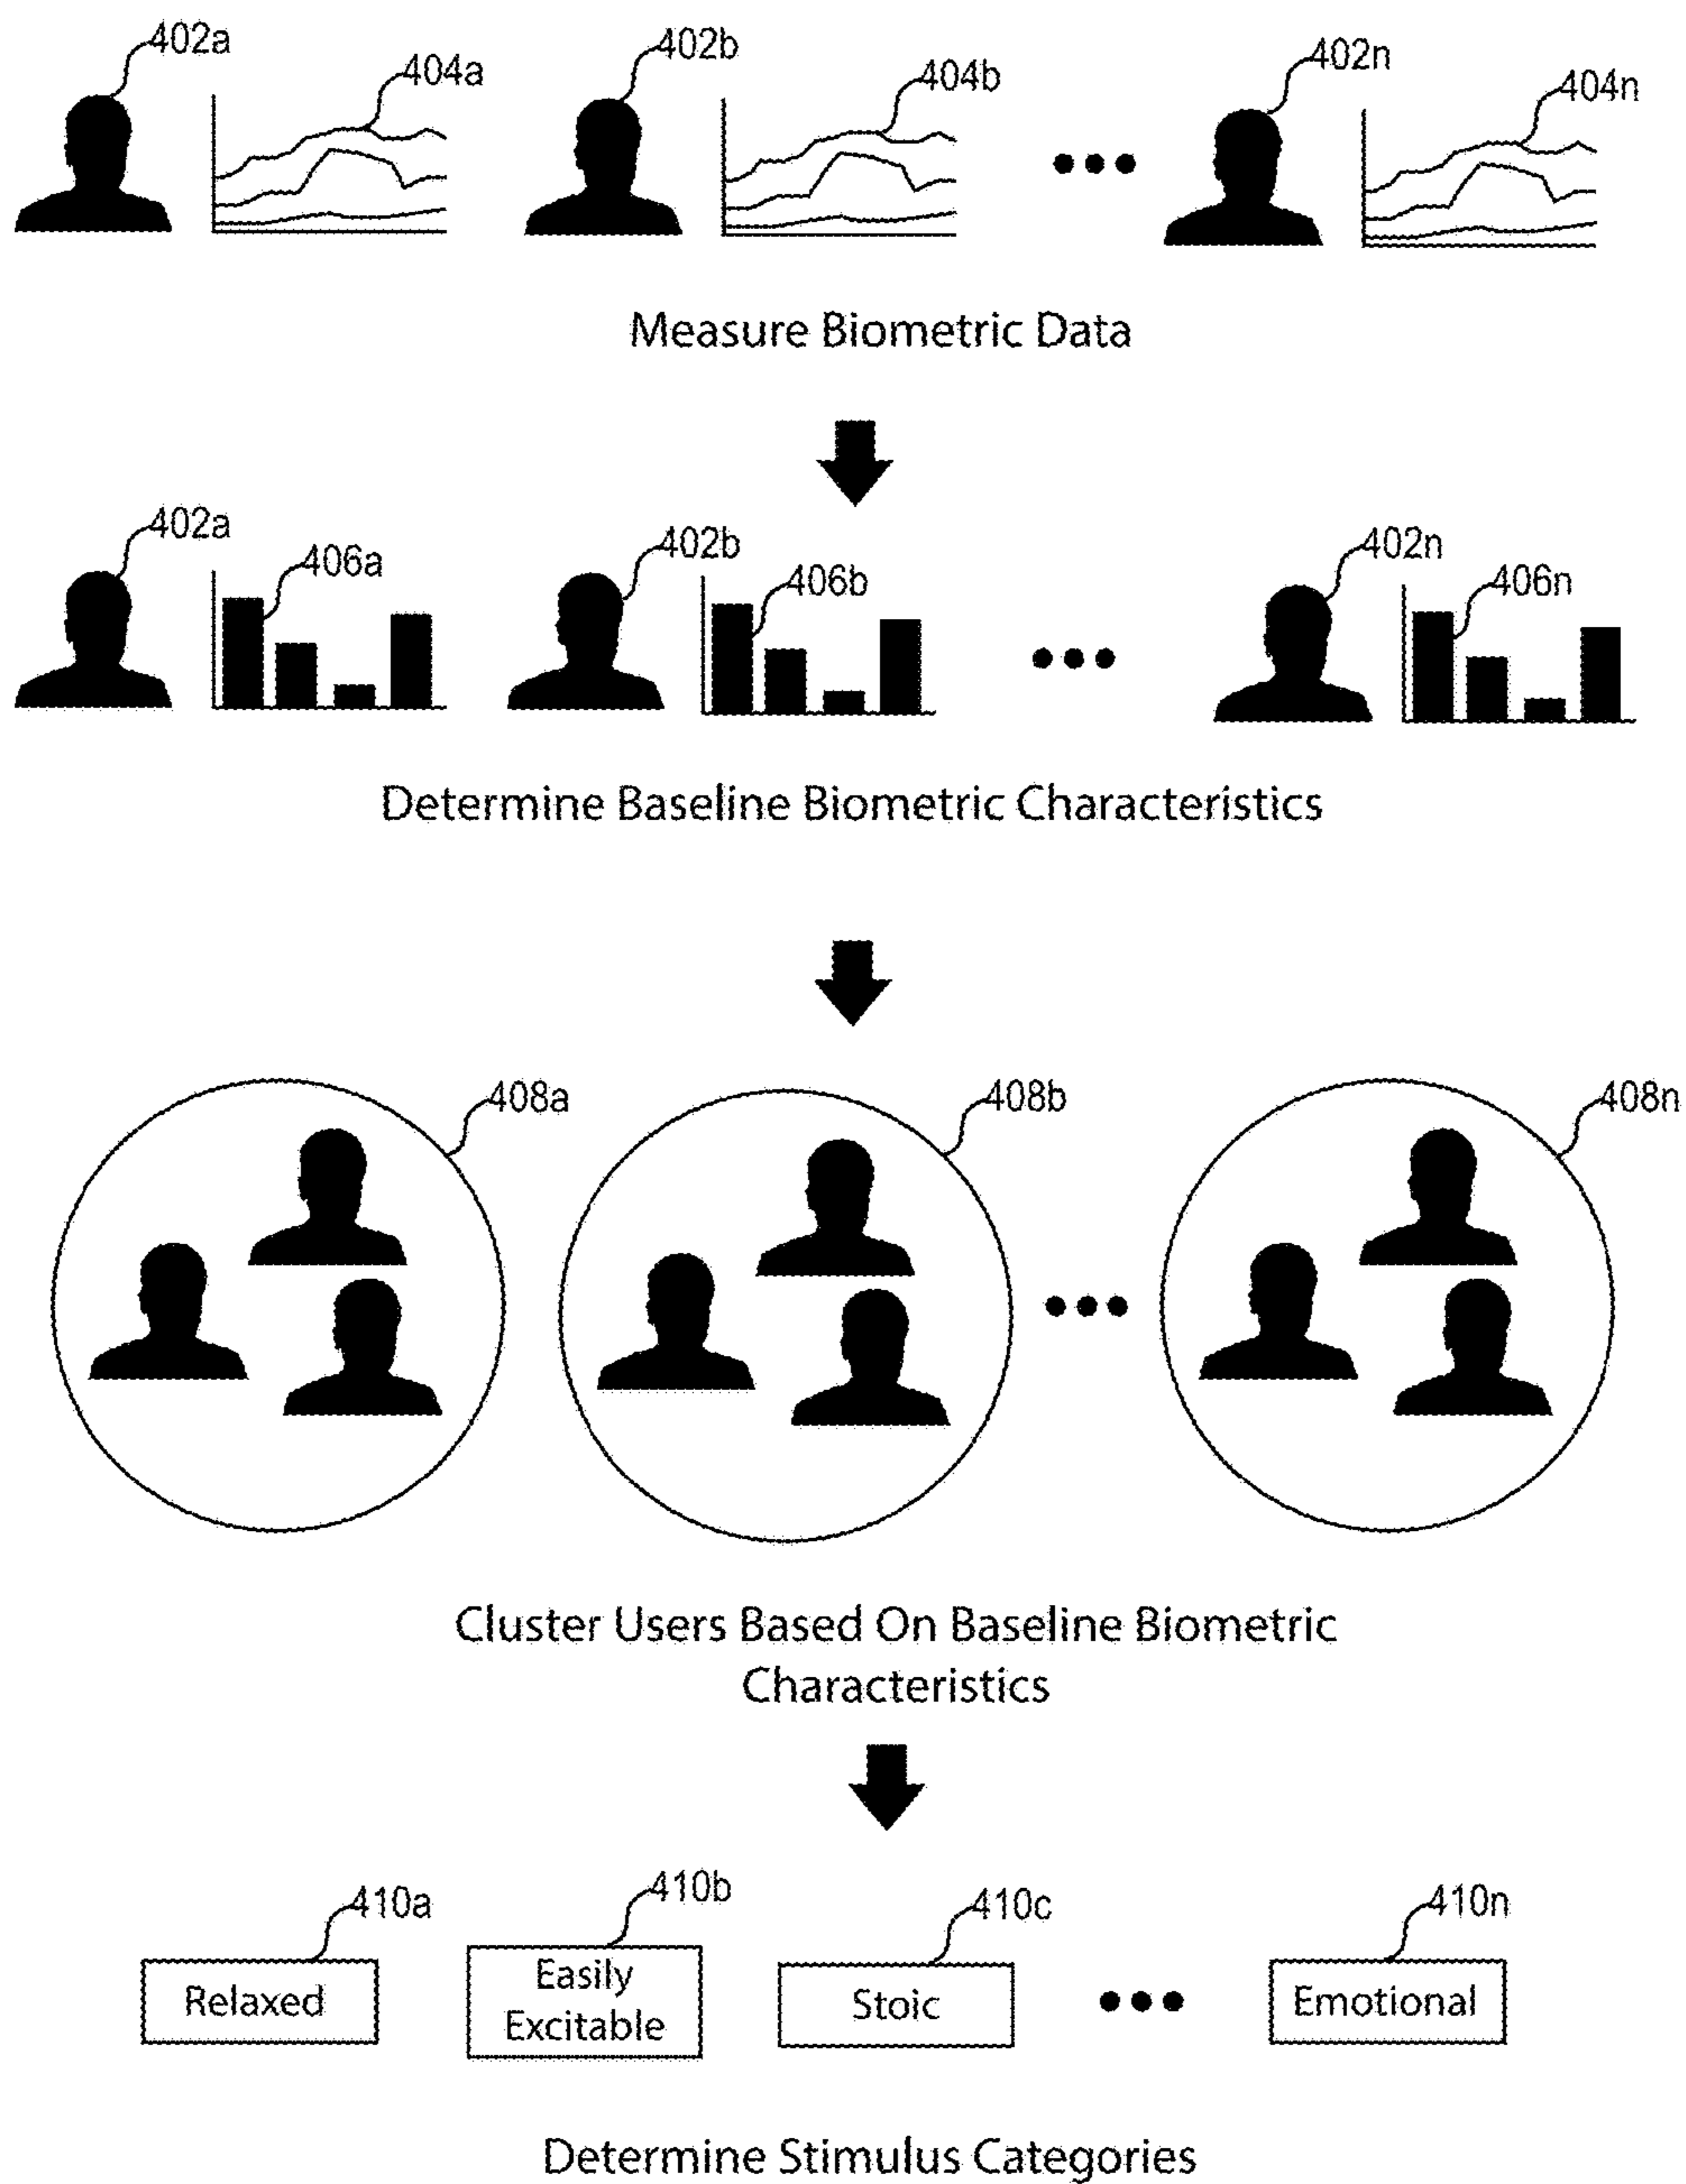 402a
404a
402b
404b
402n
404n
Measure Biometric Data
402a
406a
402b
406b
402n
406n
Determine Baseline Biometric Characteristics
408a
408b
408n
Cluster Users Based On Baseline Biometric
Characteristics
410a
410b
410c
410n
Relaxed
Easily
Excitable
Stoic
Emotional
Determine Stimulus Categories